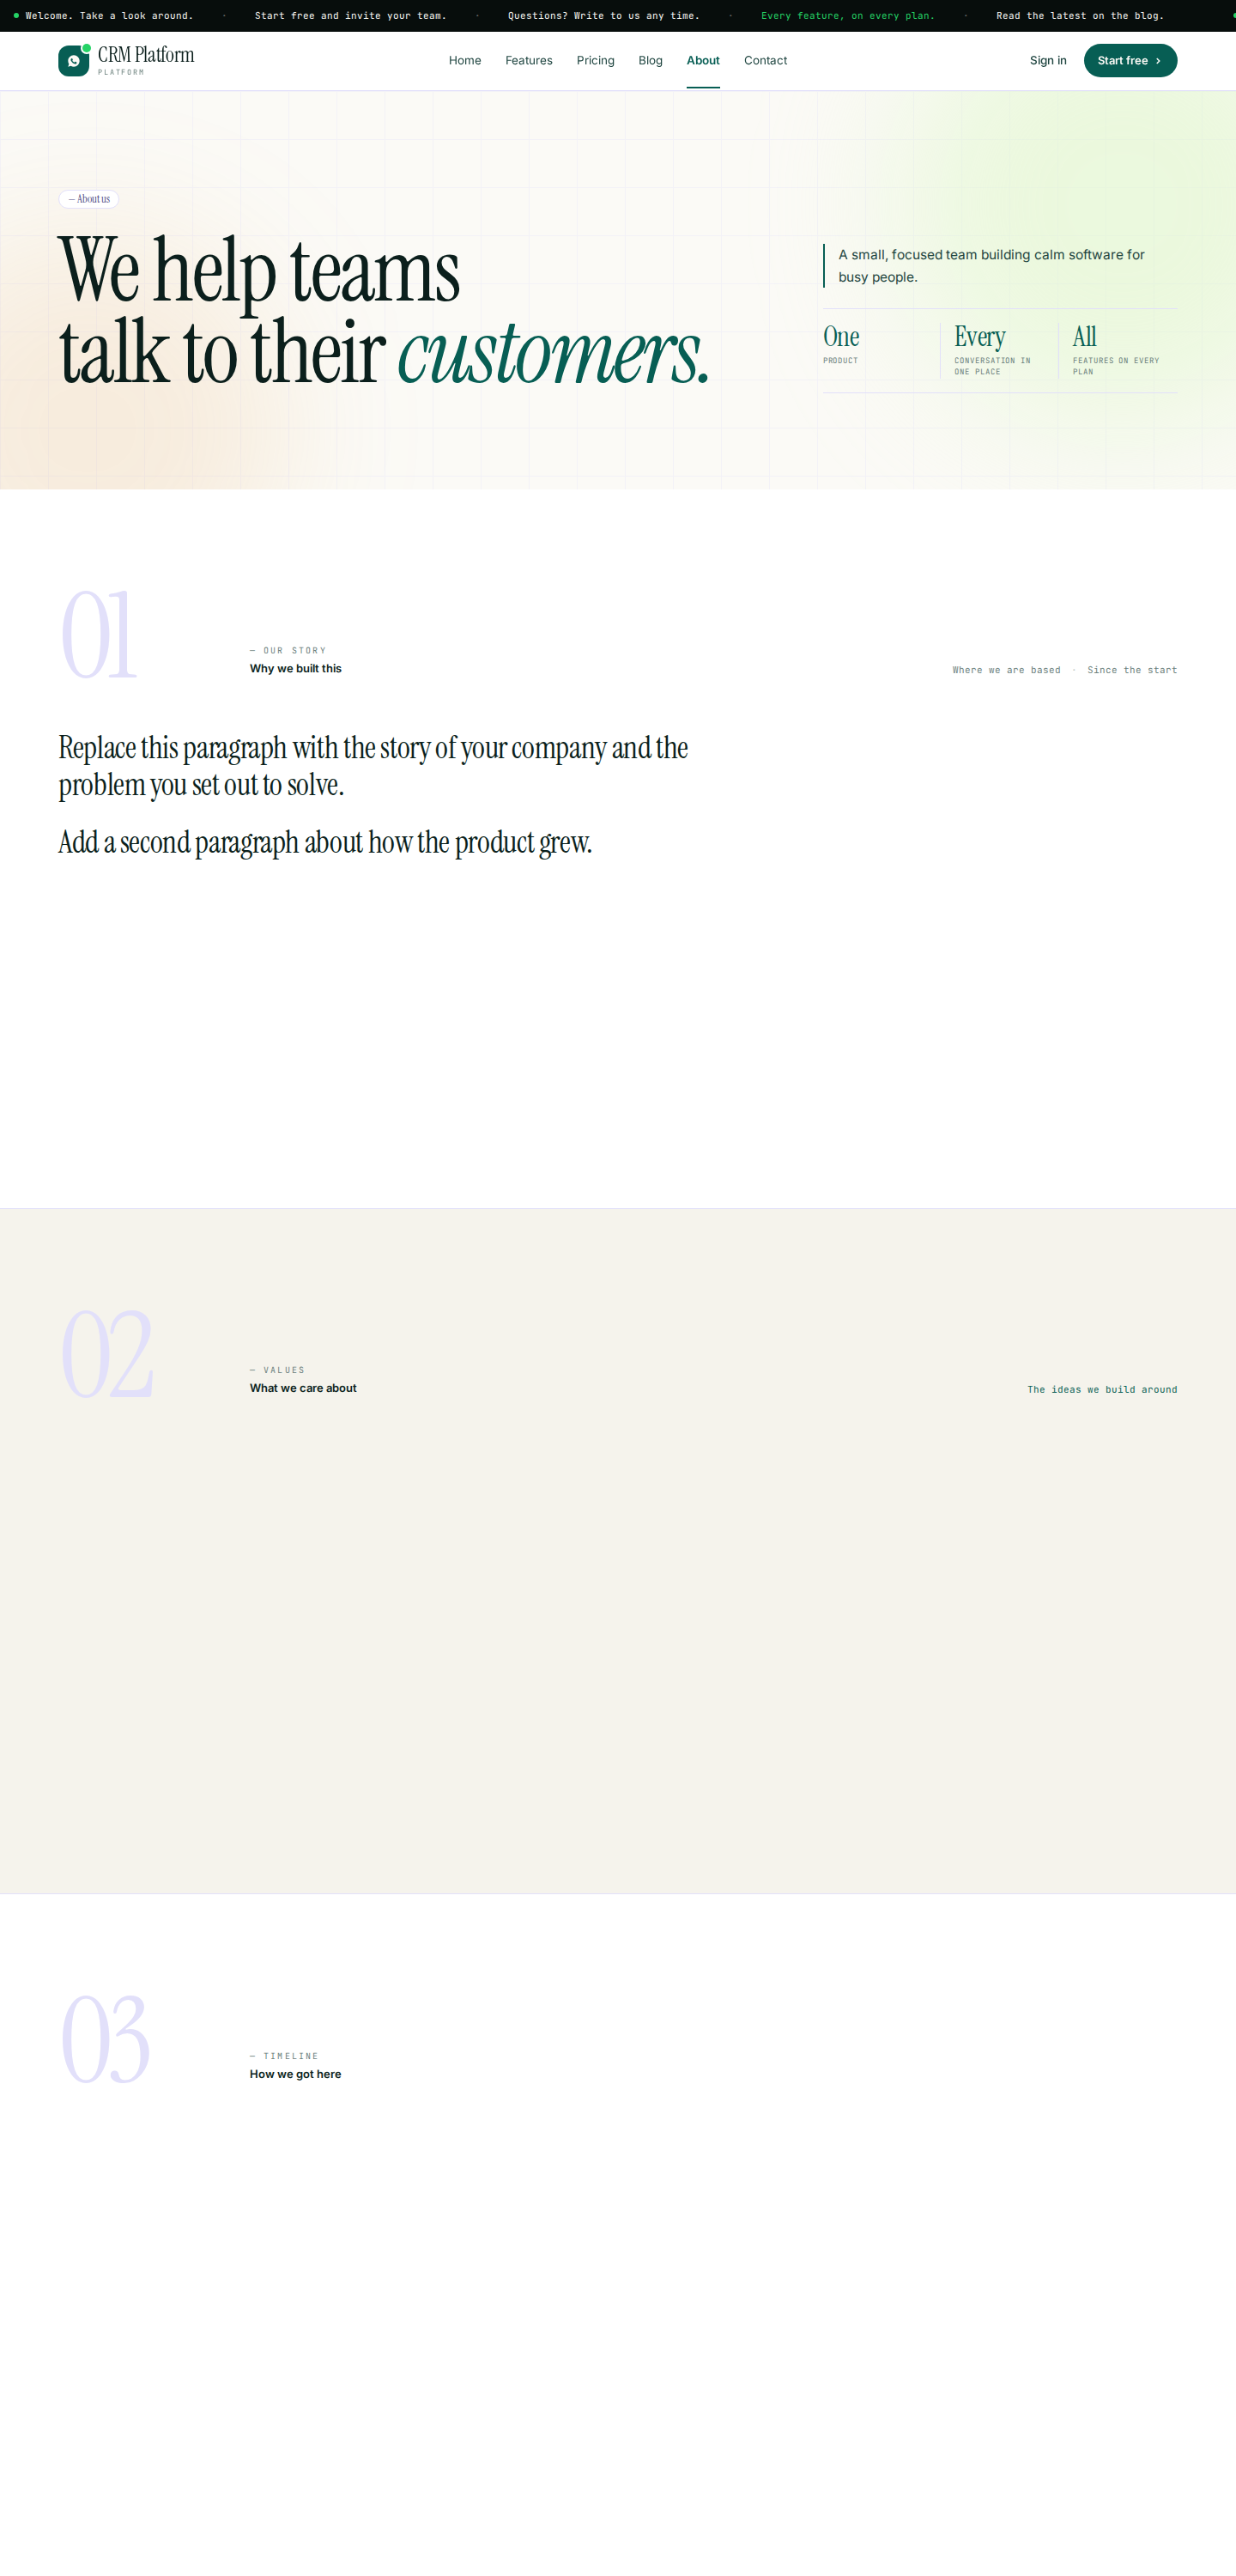 Welcome. Take a look around. · Start free and invite your team. · Questions? Write to us any time. · Every feature, on every plan. · Read the latest on the blog.
CRM Platform
PLATFORM
Home Features Pricing Blog About Contact
Sign in Start free ›
— About us
We help teams
talk to their customers.
A small, focused team building calm software for
busy people.
One
PRODUCT
Every
CONVERSATION IN
ONE PLACE
All
FEATURES ON EVERY
PLAN
01
— OUR STORY
Why we built this
Where we are based · Since the start
Replace this paragraph with the story of your company and the
problem you set out to solve.
Add a second paragraph about how the product grew.
02
— VALUES
What we care about
The ideas we build around
03
— TIMELINE
How we got here